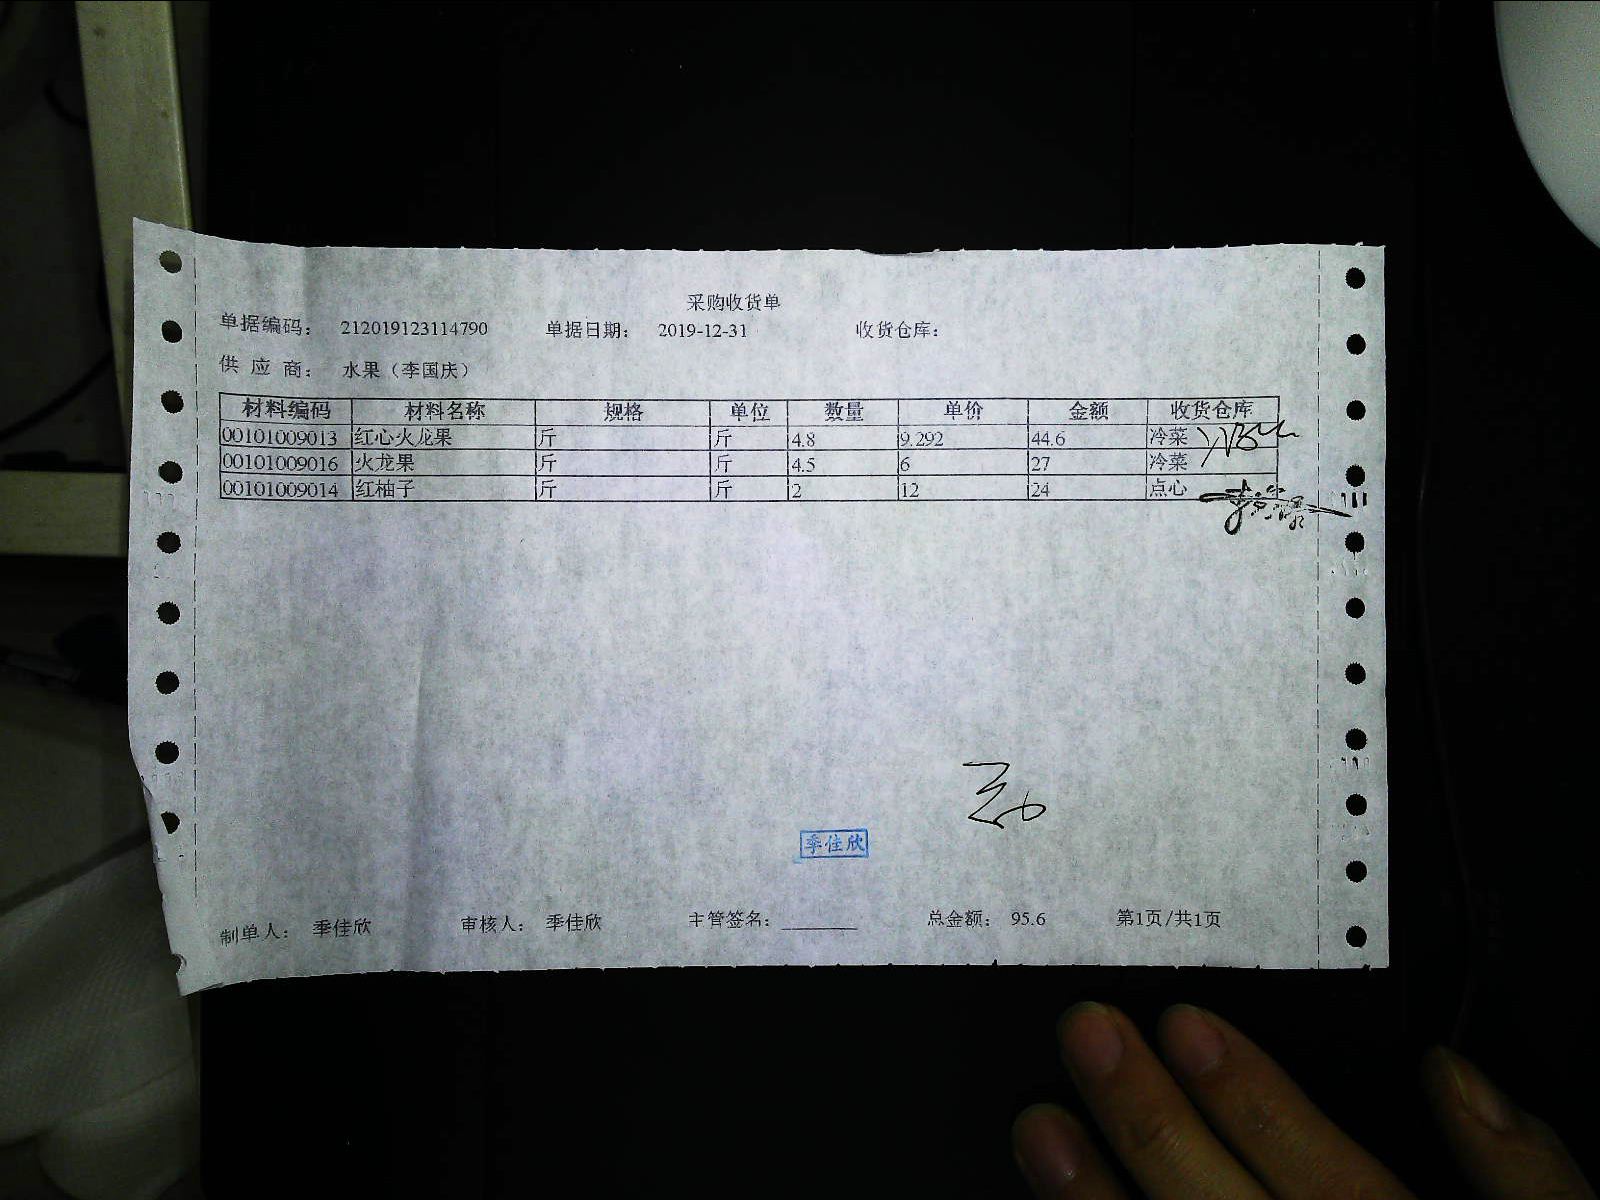 采购收货单
单据编码： 212019123114790 单据日期： 2019-12-31 收货仓库：
供 应 商： 水果（李国庆）
材料编码 材料名称 规格 单位 数量 单价 金额 收货仓库
00101009013 红心火龙果 斤 斤 4.8 9.292 44.6 冷菜
00101009016 火龙果 斤 斤 4.5 6 27 冷菜
00101009014 红柚子 斤 斤 2 12 24 点心
季佳欣
制单人： 季佳欣 审核人： 季佳欣 主管签名： 总金额： 95.6 第1页/共1页